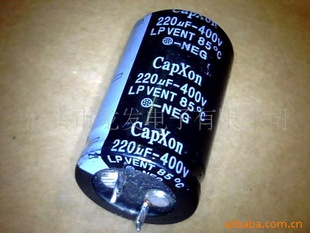 CapXon
220µF-400V
LP VENT 85°C
-NEG
CapXon
220µF-400V
LP VENT 85°C
-NEG
CapXon
220µF-400V
LP VENT 85°C